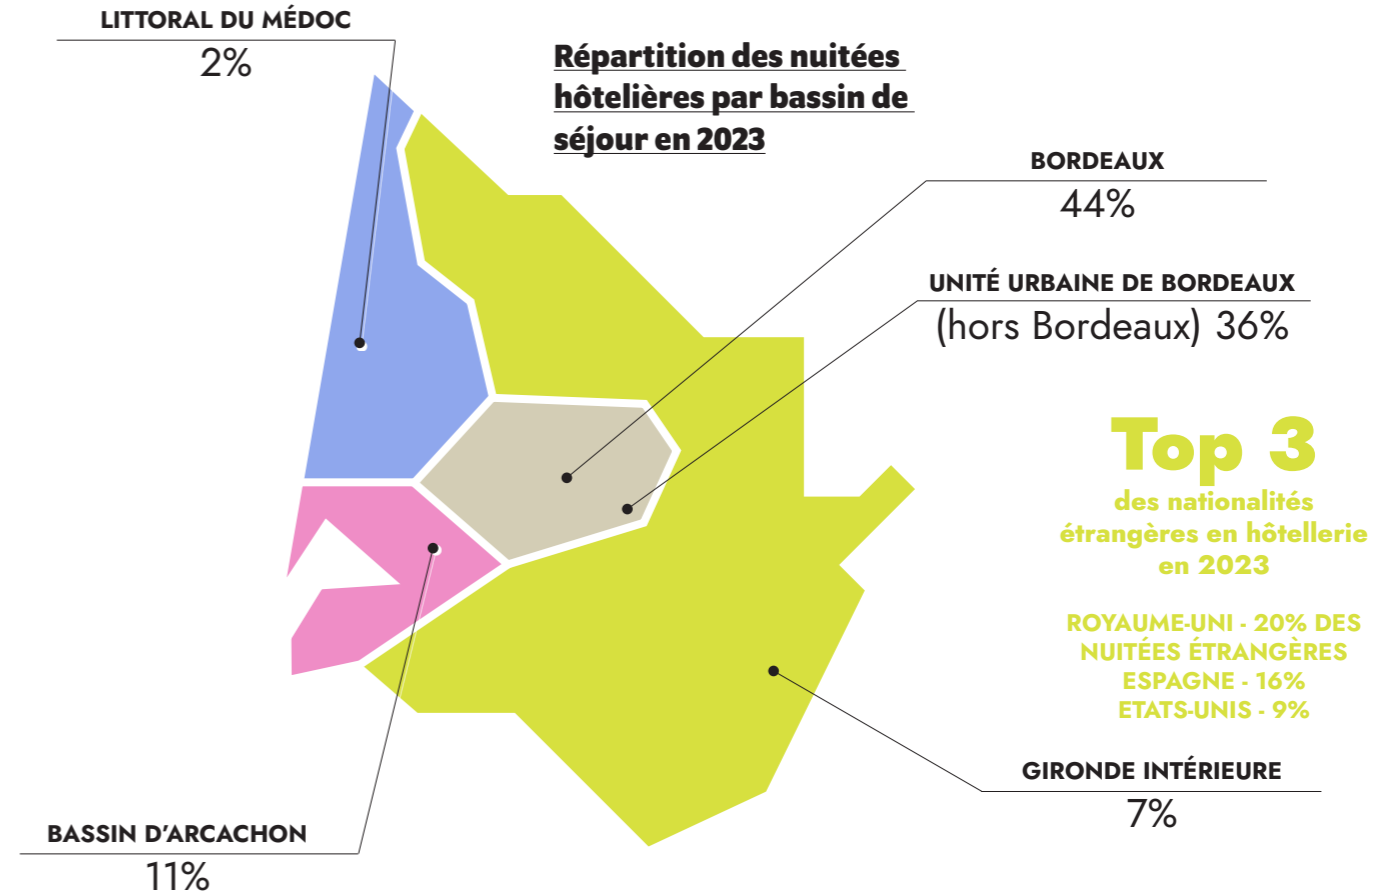 LITTORAL DU MÉDOC
2%
Répartition des nuitées
hôtelières par bassin de
séjour en 2023
BORDEAUX
44%
UNITÉ URBAINE DE BORDEAUX
(hors Bordeaux) 36%
Top 3
des nationalités
étrangères en hôtellerie
en 2023
ROYAUME-UNI - 20% DES
NUITÉES ÉTRANGÈRES
ESPAGNE - 16%
ETATS-UNIS - 9%
GIRONDE INTÉRIEURE
7%
BASSIN D'ARCACHON
11%